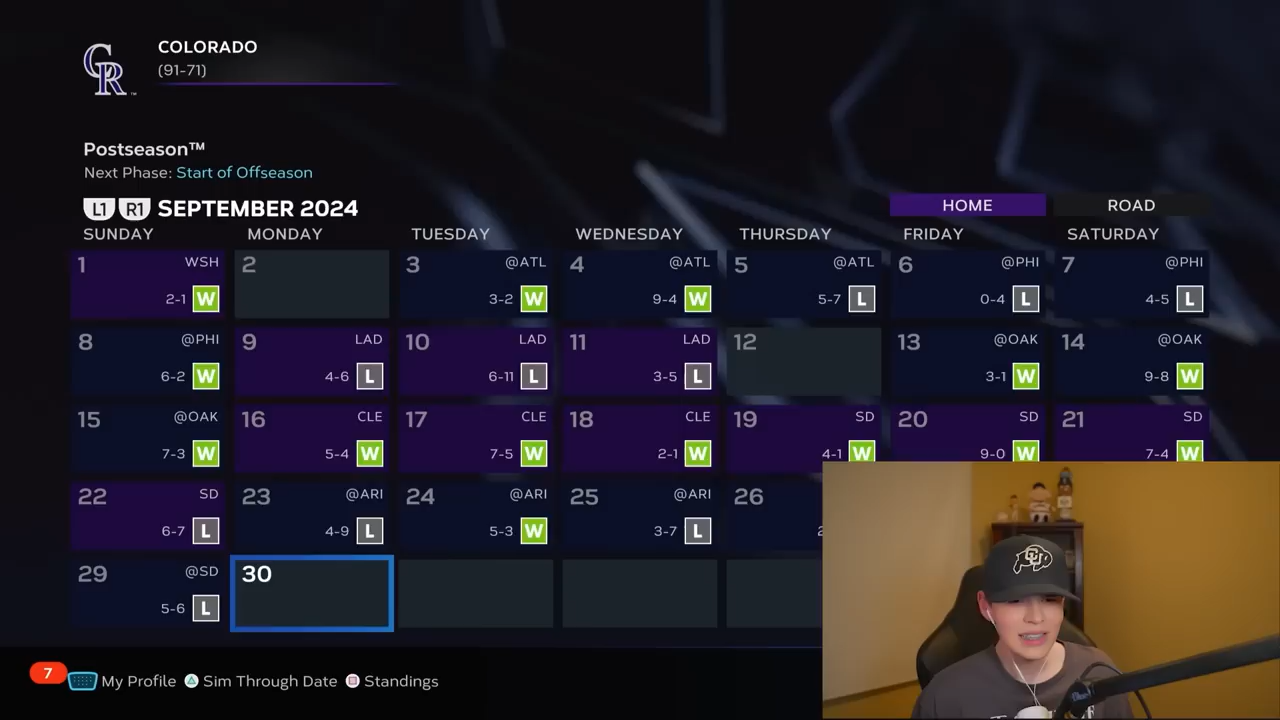 COLORADO
(91-71)
Postseason™
Next Phase: Start of Offseason
L1 R1 SEPTEMBER 2024
HOME ROAD
SUNDAY MONDAY TUESDAY WEDNESDAY THURSDAY FRIDAY SATURDAY
1 WSH 2 3 @ATL 4 @ATL 5 @ATL 6 @PHI 7 @PHI
2-1 W 3-2 W 9-4 W 5-7 L 0-4 L 4-5 L
8 @PHI 9 LAD 10 LAD 11 LAD 12 13 @OAK 14 @OAK
6-2 W 4-6 L 6-11 L 3-5 L 3-1 W 9-8 W
15 @OAK 16 CLE 17 CLE 18 CLE 19 SD 20 SD 21 SD
7-3 W 5-4 W 7-5 W 2-1 W 4-1 W 9-0 W 7-4 W
22 SD 23 @ARI 24 @ARI 25 @ARI 26
6-7 L 4-9 L 5-3 W 3-7 L
29 @SD 30
5-6 L
7 My Profile Sim Through Date Standings